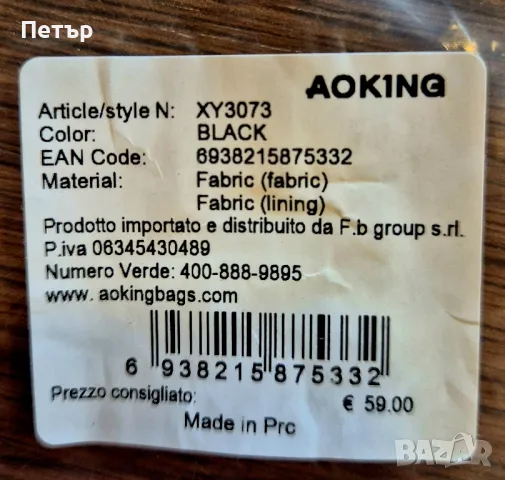 Петър
AOKING
Article/style N: XY3073
Color: BLACK
EAN Code: 6938215875332
Material: Fabric (fabric)
Fabric (lining)
Prodotto importato e distribuito da F.b group s.rl.
P.iva 06345430489
Numero Verde: 400-888-9895
www. aokingbags.com
6 938215 875332
Prezzo consigliato: € 59.00
Made in Prc
BAZAR